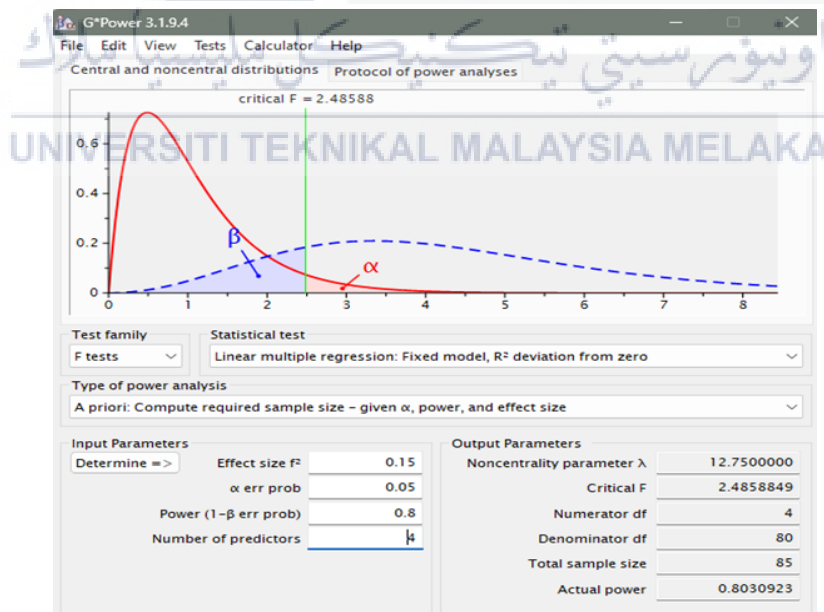 G*Power 3.1.9.4
File Edit View Tests Calculator Help
اونيورسيتي تيكنيكل مليسيا ملاك
Central and noncentral distributions Protocol of power analyses
critical F = 2.48588
UNIVERSITI TEKNIKAL MALAYSIA MELAKA
0.6
0.4
0.2
0
β
α
0 1 2 3 4 5 6 7 8
Test family Statistical test
F tests Linear multiple regression: Fixed model, R² deviation from zero
Type of power analysis
A priori: Compute required sample size – given α, power, and effect size
Input Parameters Output Parameters
Determine => Effect size f² 0.15 Noncentrality parameter λ 12.7500000
α err prob 0.05 Critical F 2.4858849
Power (1-β err prob) 0.8 Numerator df 4
Number of predictors 4 Denominator df 80
Total sample size 85
Actual power 0.8030923